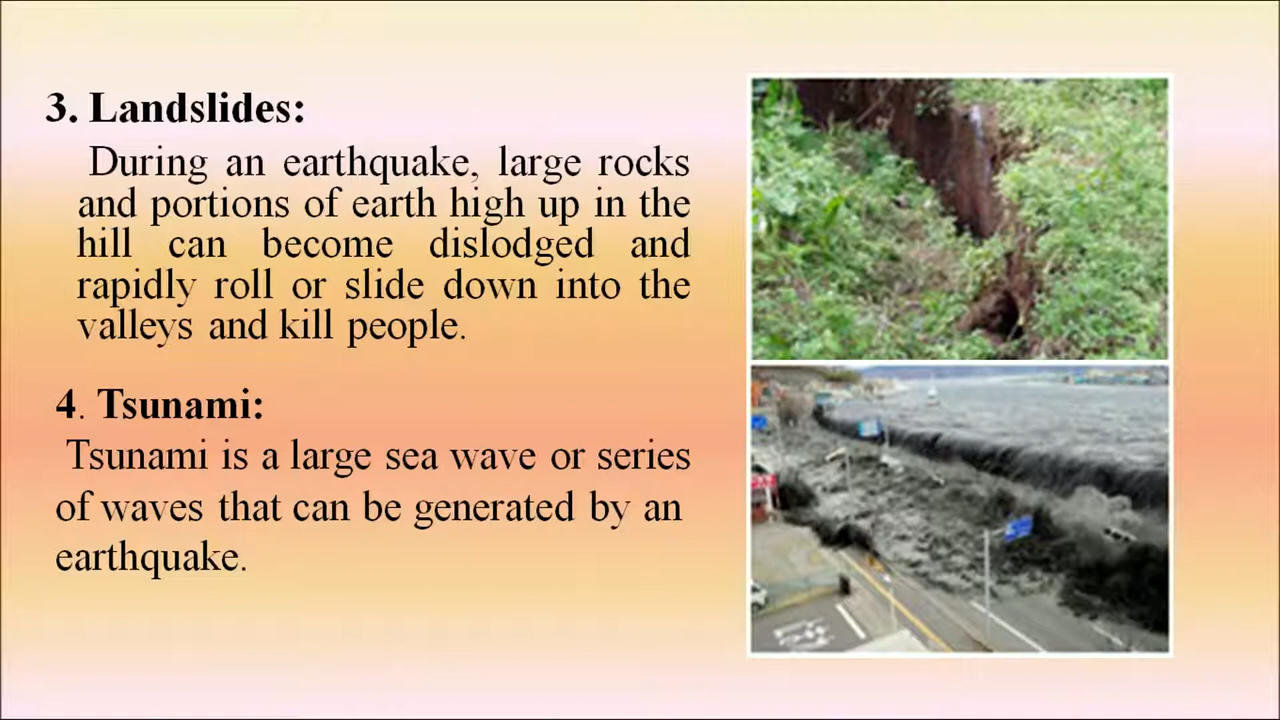 3. Landslides:
During an earthquake, large rocks
and portions of earth high up in the
hill can become dislodged and
rapidly roll or slide down into the
valleys and kill people.
4. Tsunami:
Tsunami is a large sea wave or series
of waves that can be generated by an
earthquake.